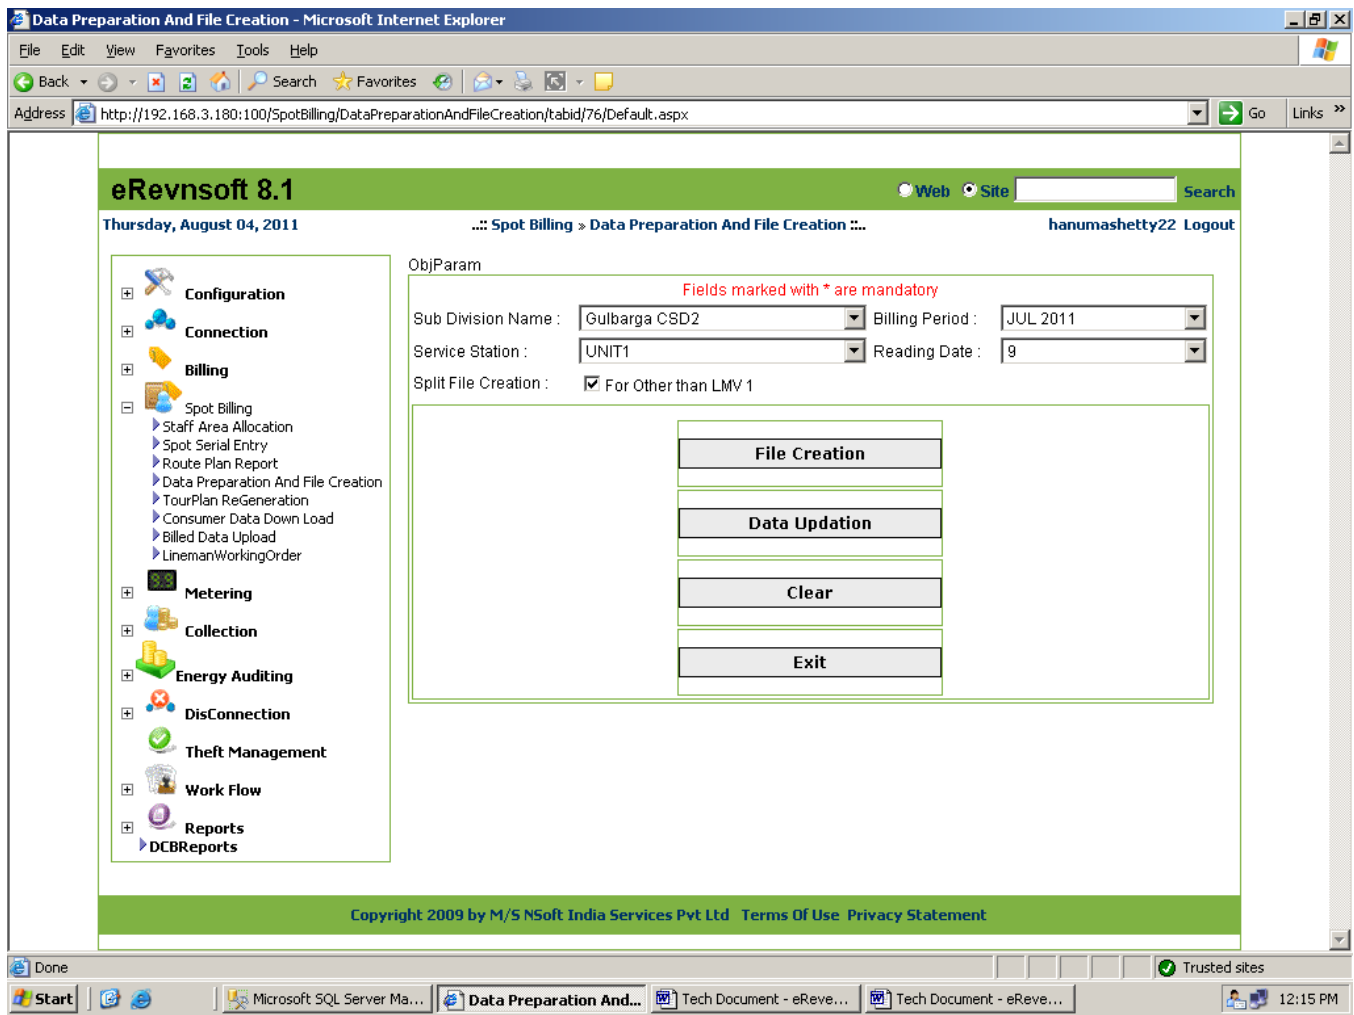 Data Preparation And File Creation - Microsoft Internet Explorer
File Edit View Favorites Tools Help
Back Search Favorites
Address http://192.168.3.180:100/SpotBilling/DataPreparationAndFileCreation/tabid/76/Default.aspx Go Links »
eRevnsoft 8.1 Web Site Search
Thursday, August 04, 2011 ..:: Spot Billing » Data Preparation And File Creation ::.. hanumashetty22 Logout
Configuration
Connection
Billing
Spot Billing
Staff Area Allocation
Spot Serial Entry
Route Plan Report
Data Preparation And File Creation
TourPlan ReGeneration
Consumer Data Down Load
Billed Data Upload
LinemanWorkingOrder
Metering
Collection
Energy Auditing
DisConnection
Theft Management
Work Flow
Reports
DCBReports
ObjParam
Fields marked with * are mandatory
Sub Division Name : Gulbarga CSD2 Billing Period : JUL 2011
Service Station : UNIT1 Reading Date : 9
Split File Creation : For Other than LMV 1
File Creation
Data Updation
Clear
Exit
Copyright 2009 by M/S NSoft India Services Pvt Ltd Terms Of Use Privacy Statement
Done Trusted sites
Start Microsoft SQL Server Ma... Data Preparation And... Tech Document - eReve... Tech Document - eReve... 12:15 PM